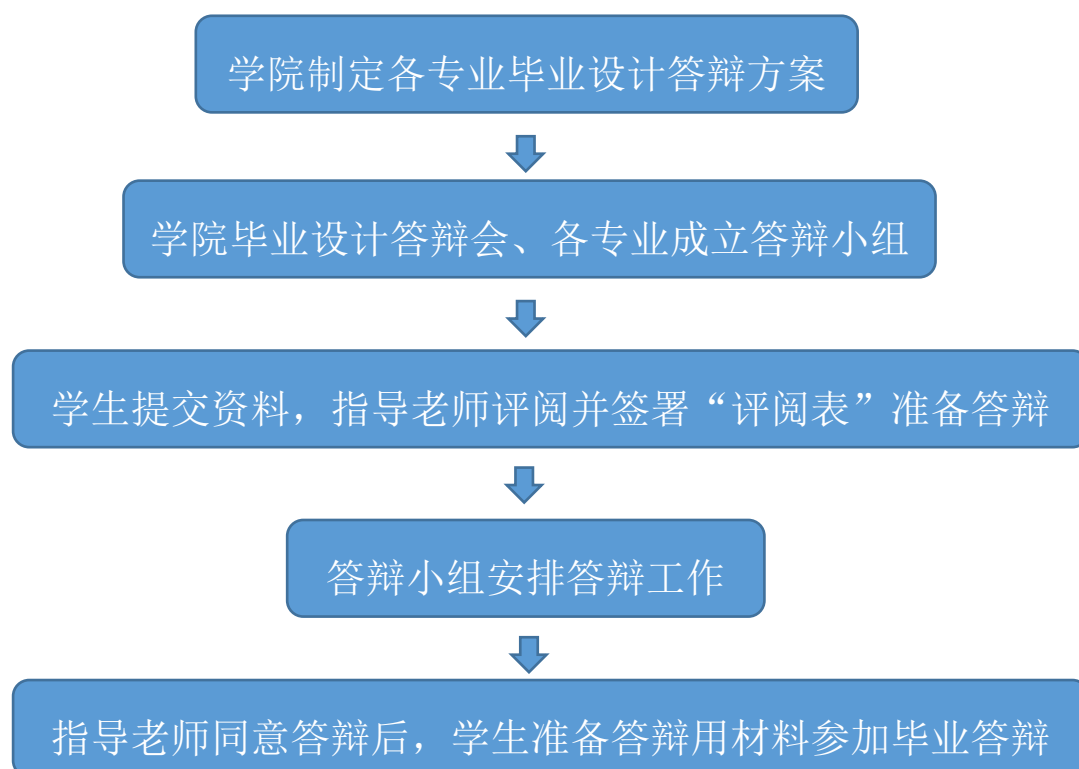 学院制定各专业毕业设计答辩方案
学院毕业设计答辩会、各专业成立答辩小组
学生提交资料，指导老师评阅并签署“评阅表”准备答辩
答辩小组安排答辩工作
指导老师同意答辩后，学生准备答辩用材料参加毕业答辩